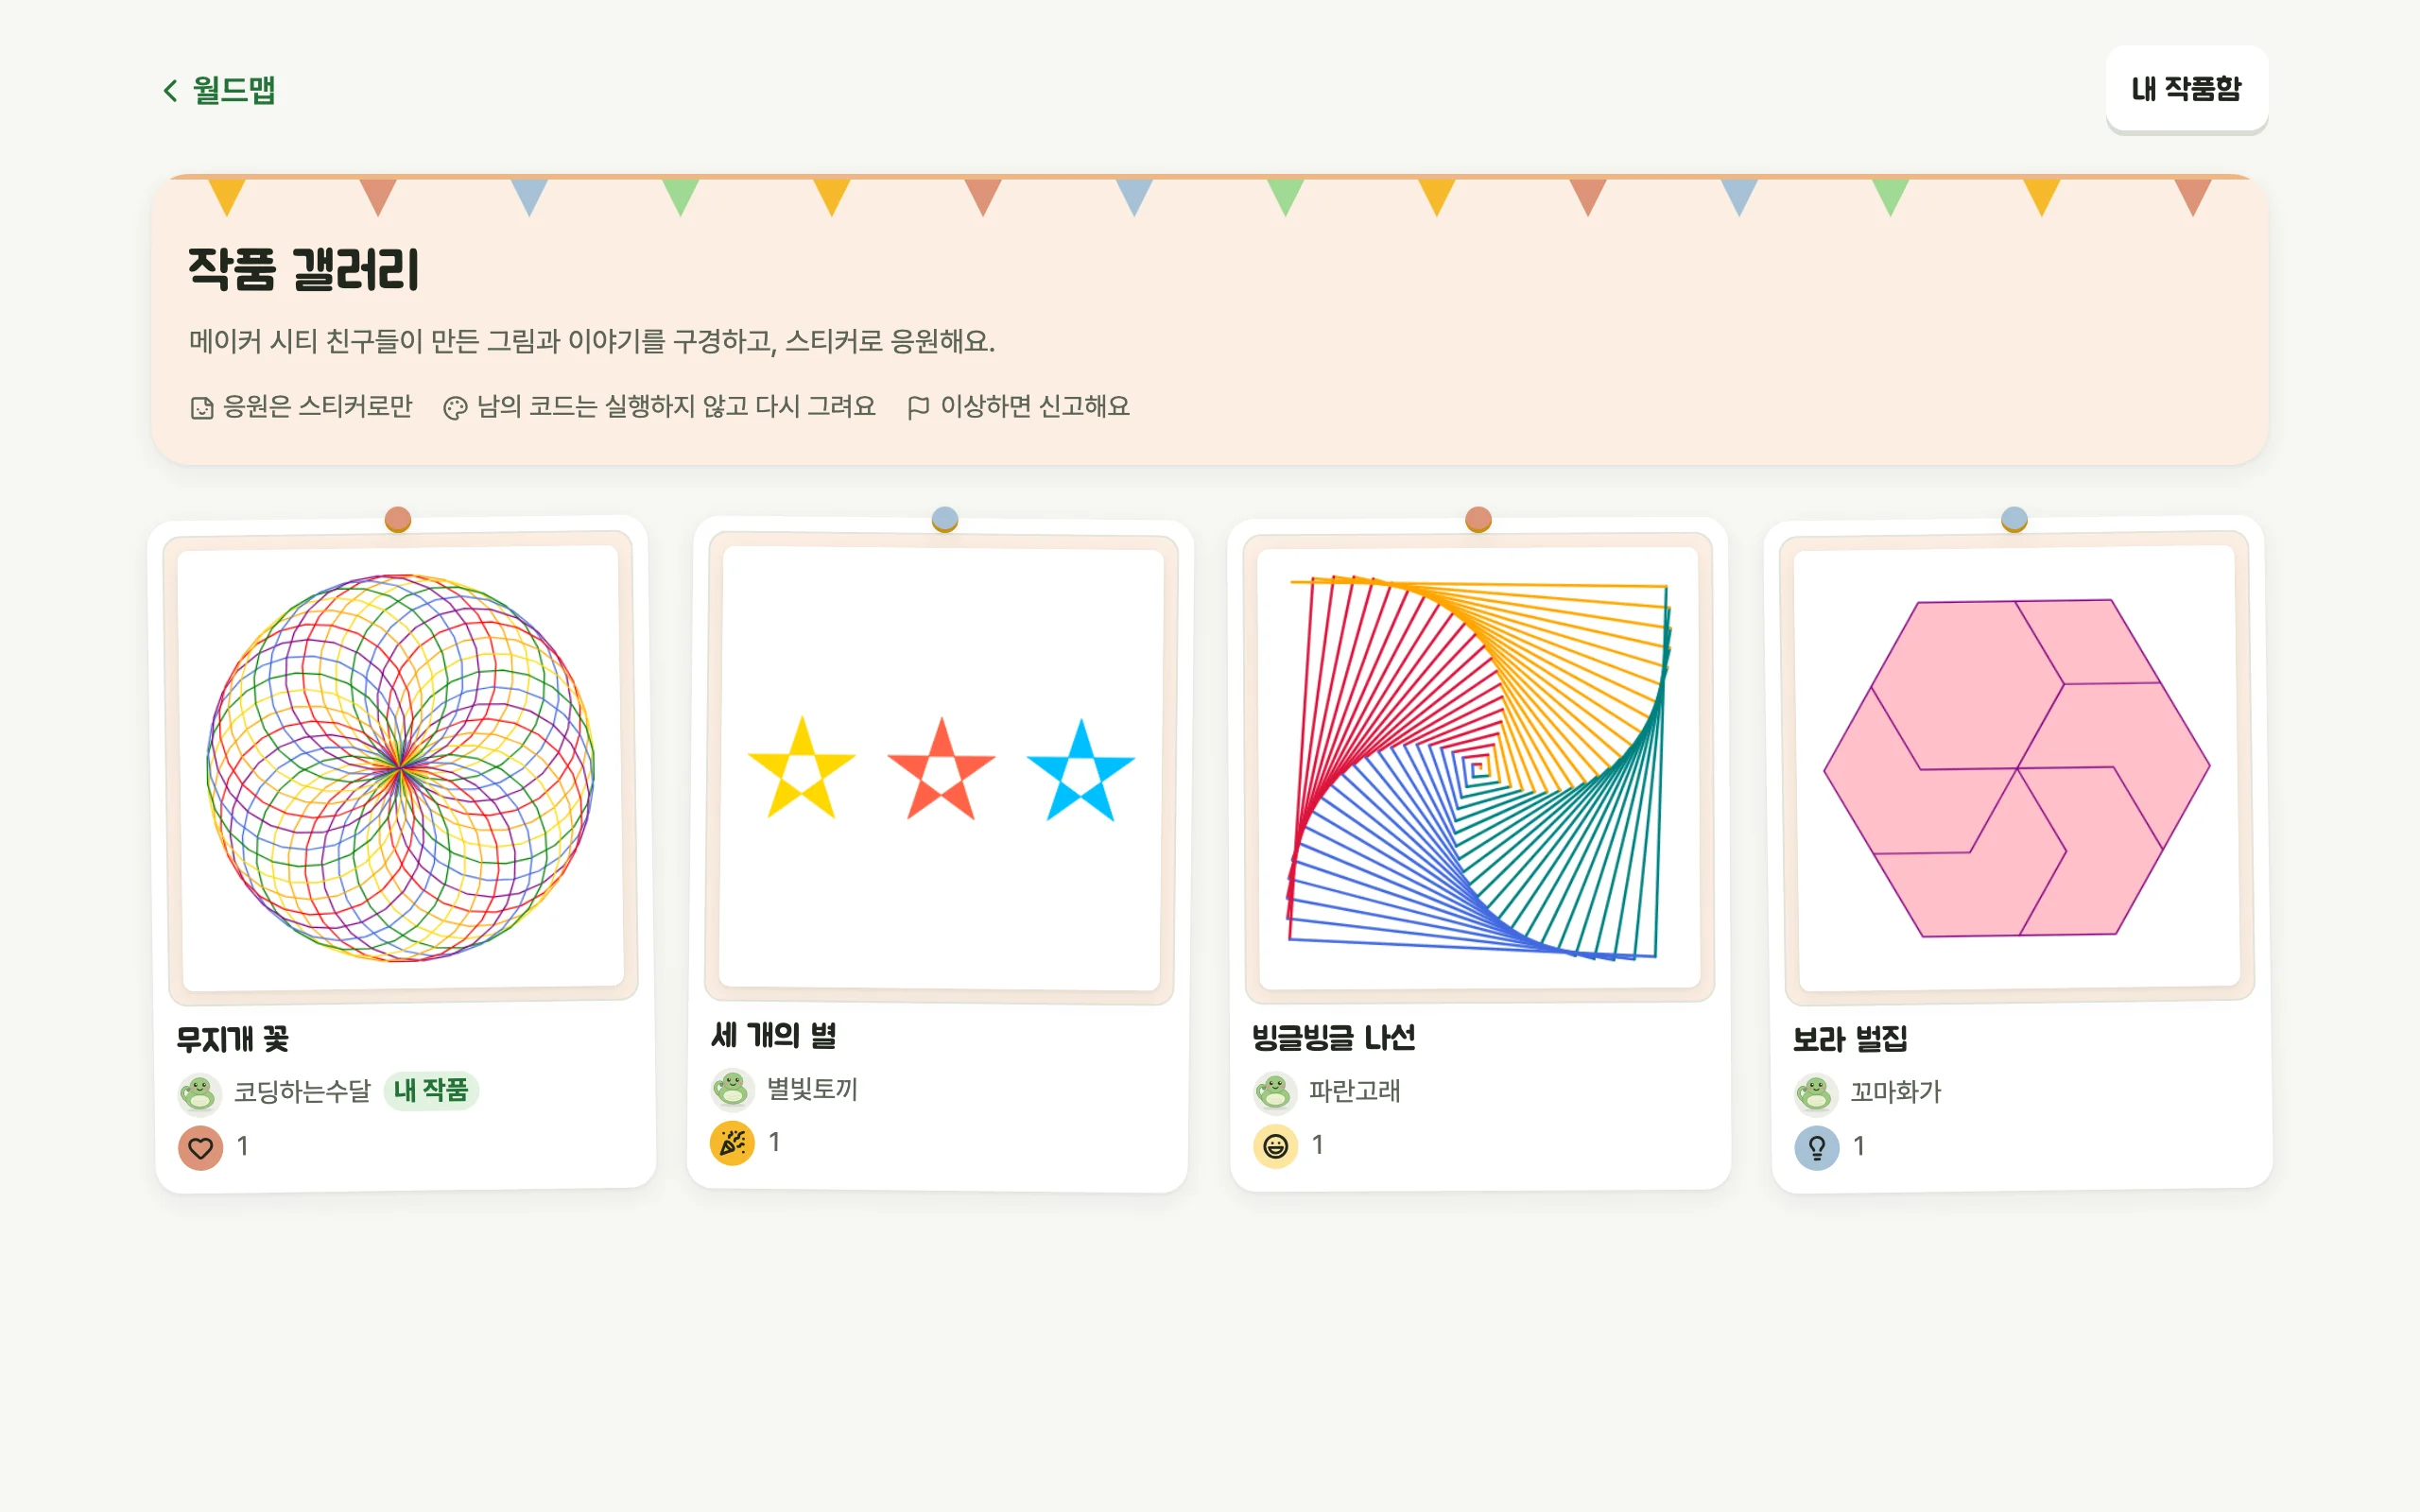 월드맵
내 작품함
작품 갤러리
메이커 시티 친구들이 만든 그림과 이야기를 구경하고, 스티커로 응원해요.
응원은 스티커로만 남의 코드는 실행하지 않고 다시 그려요 이상하면 신고해요
무지개 꽃
코딩하는수달 내 작품
1
세 개의 별
별빛토끼
1
빙글빙글 나선
파란고래
1
보라 벌집
꼬마화가
1